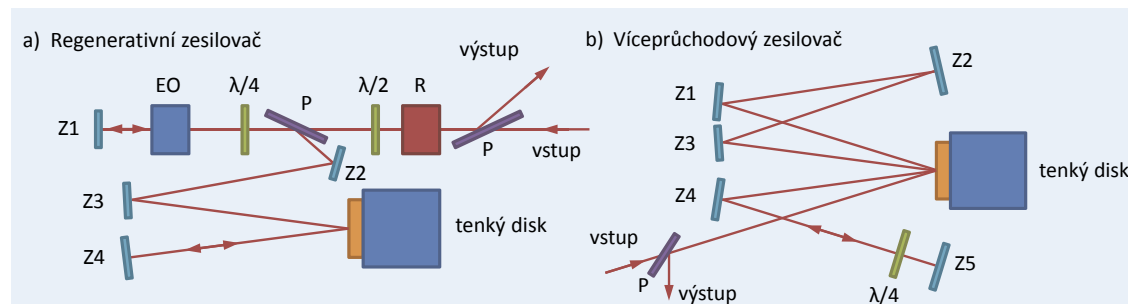 a) Regenerativní zesilovač
výstup
EO
λ/4
P
λ/2
R
Z1
P
vstup
Z2
Z3
tenký disk
Z4
b) Víceprůchodový zesilovač
Z2
Z1
Z3
tenký disk
Z4
vstup
P
Z5
výstup
λ/4